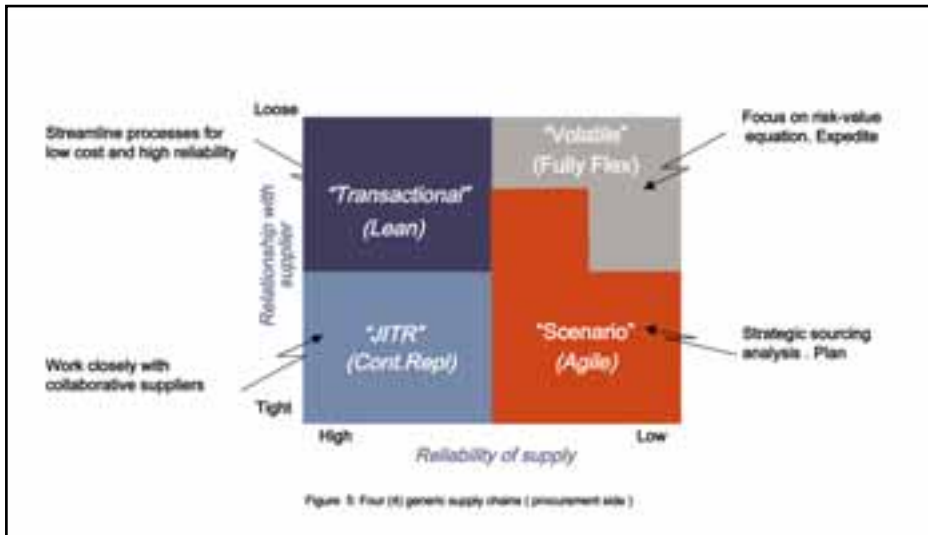 Loose
Streamline processes for
low cost and high reliability
"Volatile"
(Fully Flex)
Focus on risk-value
equation. Expedite
"Transactional"
(Lean)
Relationship with
supplier
"JITR"
(Cont.Repl)
"Scenario"
(Agile)
Strategic sourcing
analysis . Plan
Work closely with
collaborative suppliers
Tight
High
Low
Reliability of supply
Figure 5: Four (4) generic supply chains ( procurement side )